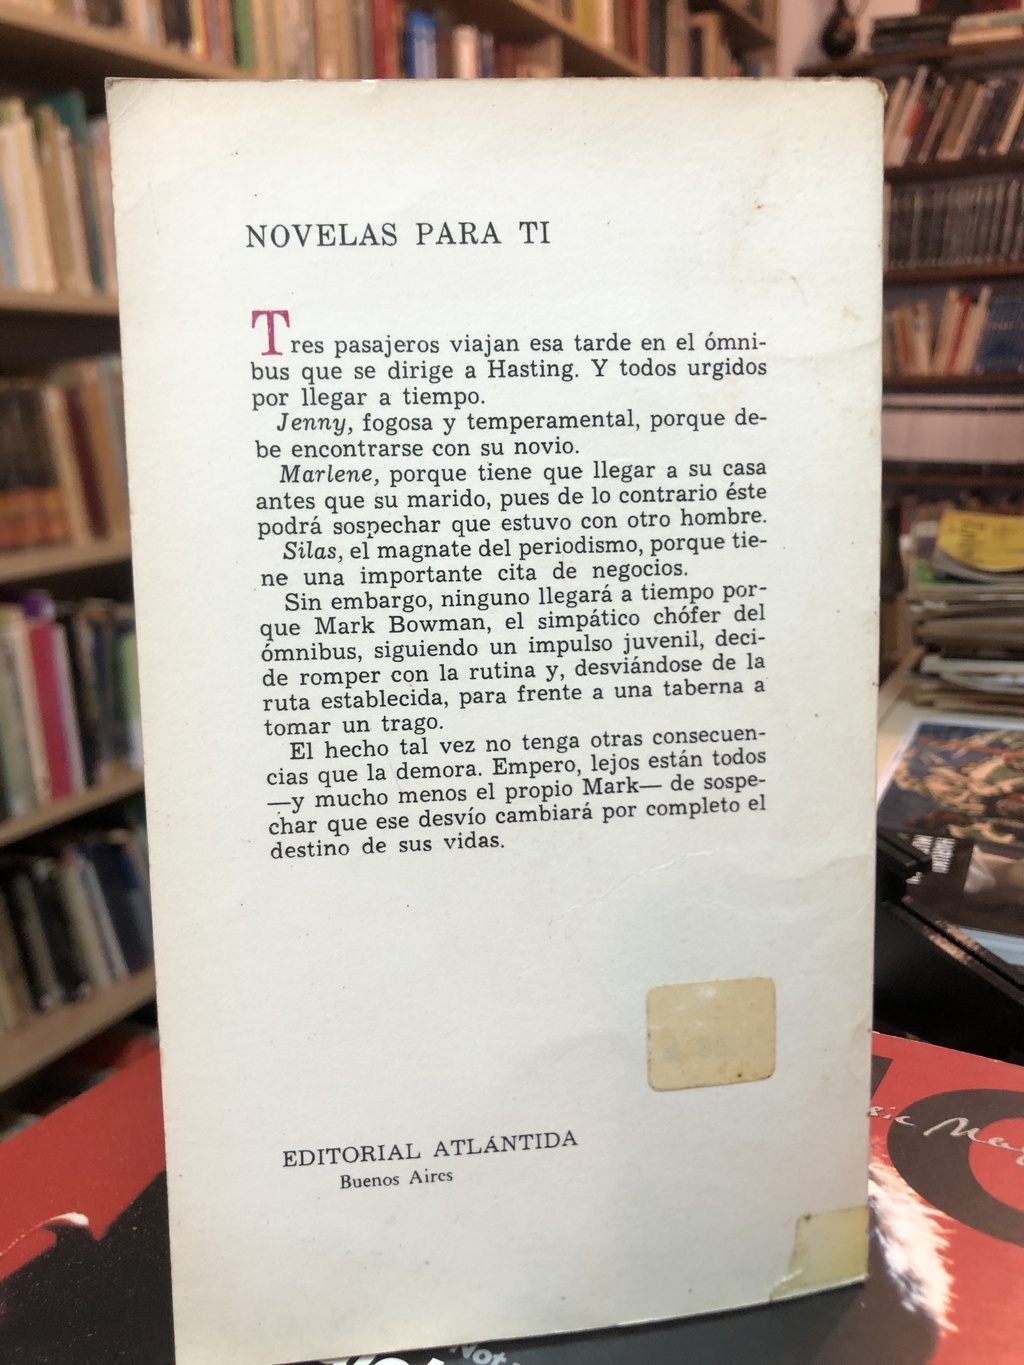 NOVELAS PARA TI
Tres pasajeros viajan esa tarde en el ómni-
bus que se dirige a Hasting. Y todos urgidos
por llegar a tiempo.
Jenny, fogosa y temperamental, porque de-
be encontrarse con su novio.
Marlene, porque tiene que llegar a su casa
antes que su marido, pues de lo contrario éste
podrá sospechar que estuvo con otro hombre.
Silas, el magnate del periodismo, porque tie-
ne una importante cita de negocios.
Sin embargo, ninguno llegará a tiempo por-
que Mark Bowman, el simpático chófer del
ómnibus, siguiendo un impulso juvenil, deci-
de romper con la rutina y, desviándose de la
ruta establecida, para frente a una taberna a
tomar un trago.
El hecho tal vez no tenga otras consecuen-
cias que la demora. Empero, lejos están todos
—y mucho menos el propio Mark— de sospe-
char que ese desvío cambiará por completo el
destino de sus vidas.
EDITORIAL ATLÁNTIDA
Buenos Aires
Not